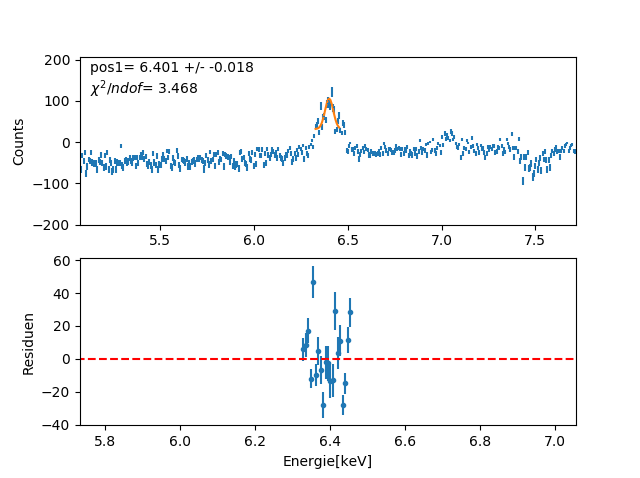 200
100
0
−100
−200
Counts
pos1= 6.401 +/- -0.018
χ²/ndof= 3.468
5.5 6.0 6.5 7.0 7.5
60
40
20
0
−20
−40
Residuen
5.8 6.0 6.2 6.4 6.6 6.8 7.0
Energie[keV]